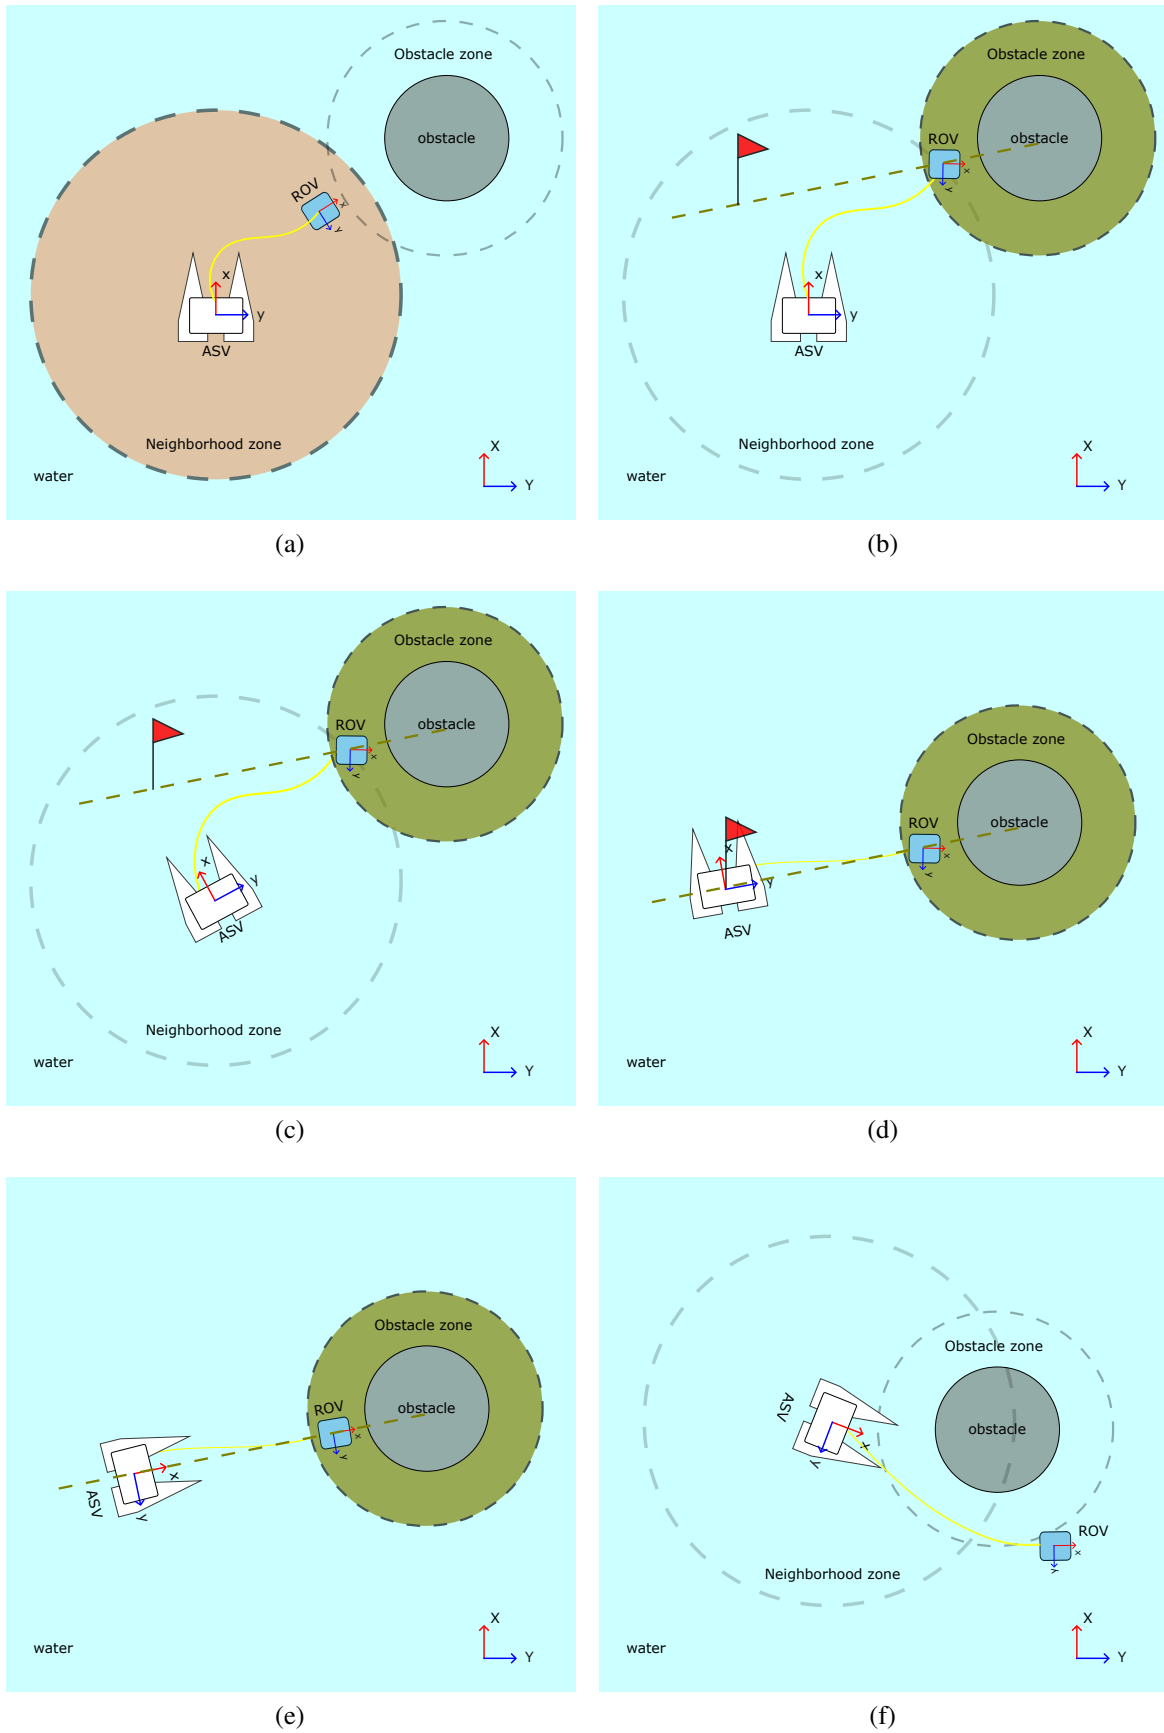 Obstacle zone
obstacle
ROV
x
y
x
y
ASV
Neighborhood zone
X
water
Y
(a)
Obstacle zone
obstacle
ROV
x
y
x
y
ASV
Neighborhood zone
X
water
Y
(b)
Obstacle zone
obstacle
ROV
x
y
x
y
ASV
Neighborhood zone
X
water
Y
(c)
Obstacle zone
obstacle
ROV
x
y
x
y
ASV
X
water
Y
(d)
Obstacle zone
obstacle
ROV
x
y
x
y
ASV
X
water
Y
(e)
Obstacle zone
obstacle
ASV
x
y
ROV
x
y
Neighborhood zone
X
water
Y
(f)